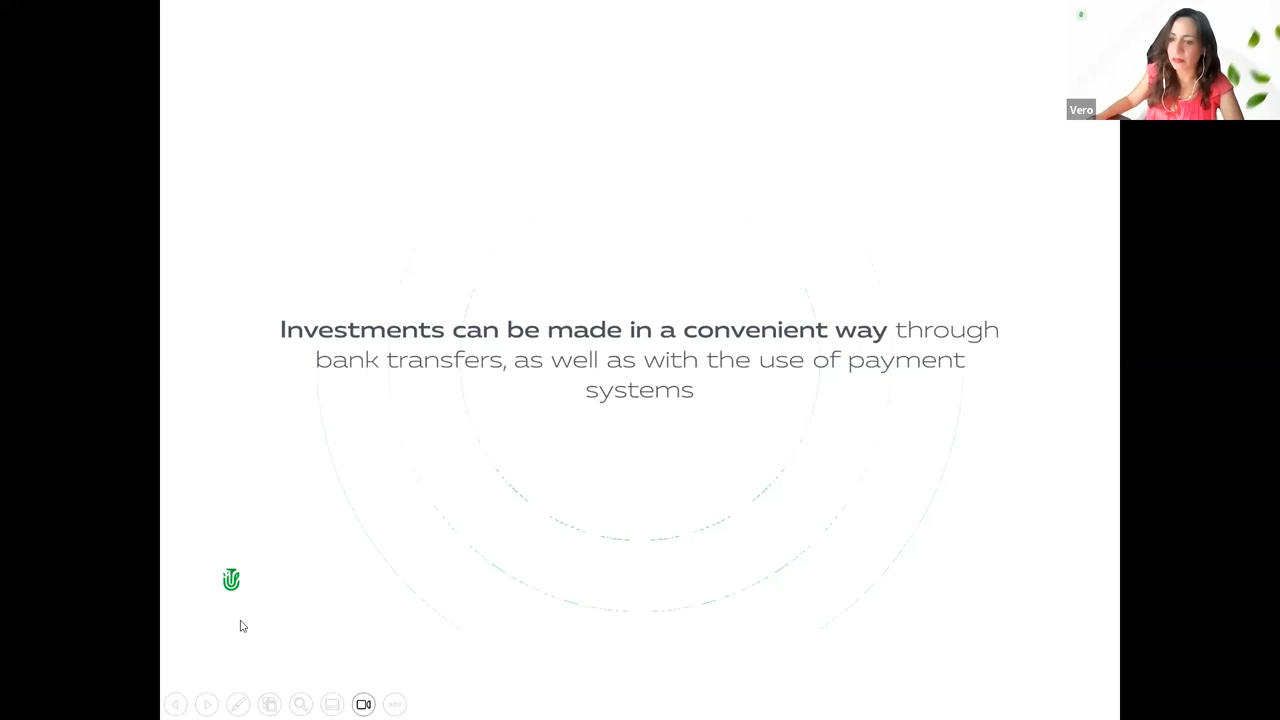 Vero
Investments can be made in a convenient way through
bank transfers, as well as with the use of payment
systems